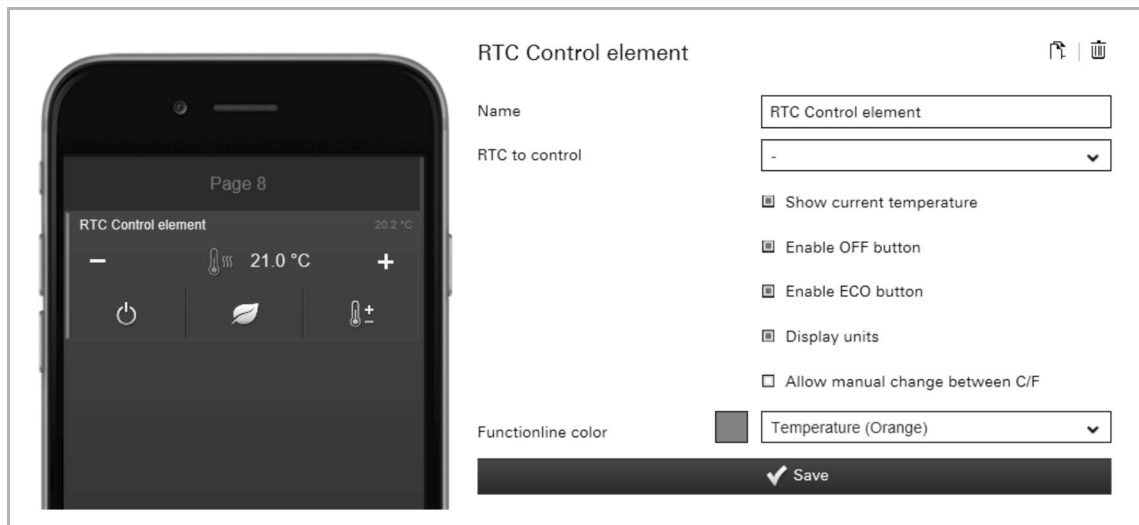 Page 8
RTC Control element
20.2 °C
− 21.0 °C +
RTC Control element
Name
RTC Control element
RTC to control
-
Show current temperature
Enable OFF button
Enable ECO button
Display units
Allow manual change between C/F
Functionline color
Temperature (Orange)
Save